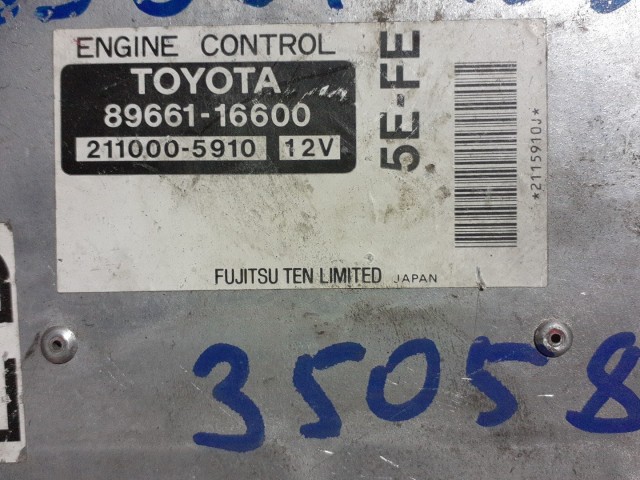 ENGINE CONTROL
TOYOTA
89661-16600
211000-5910 12V
5E-FE
*2115910J*
FUJITSU TEN LIMITED JAPAN
35058